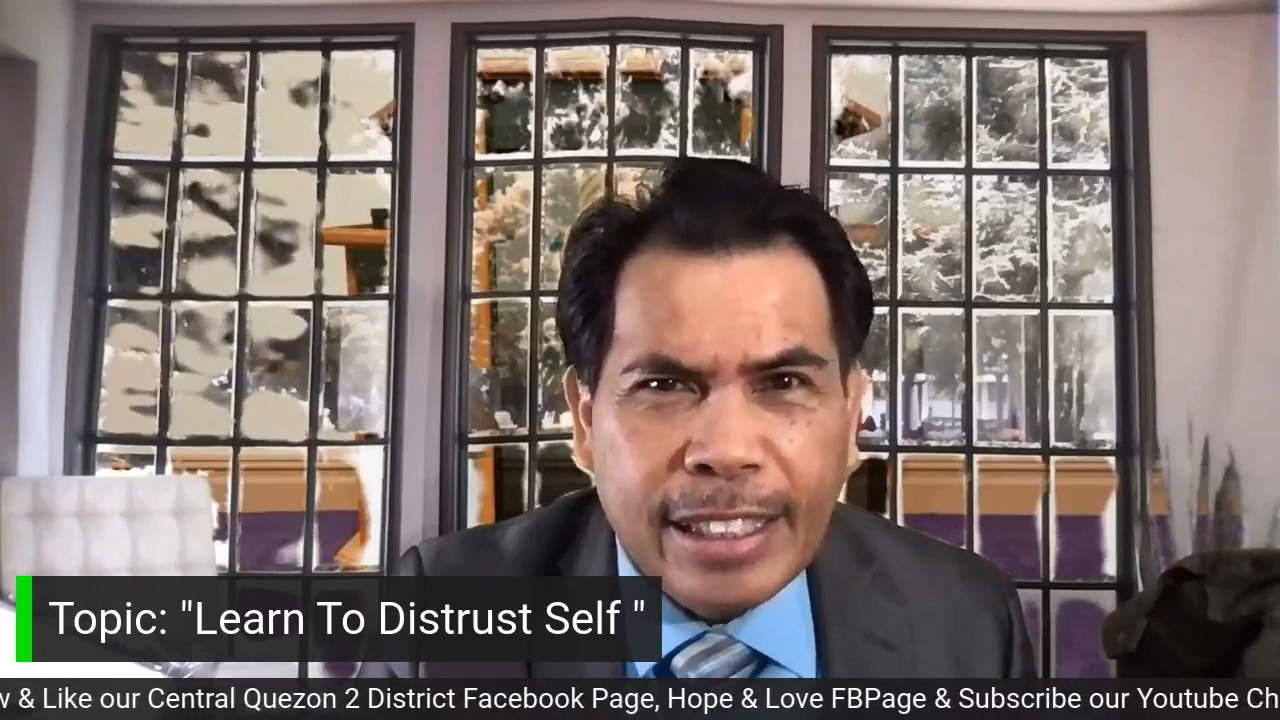 Topic: "Learn To Distrust Self "
& Like our Central Quezon 2 District Facebook Page, Hope & Love FBPage & Subscribe our Youtube